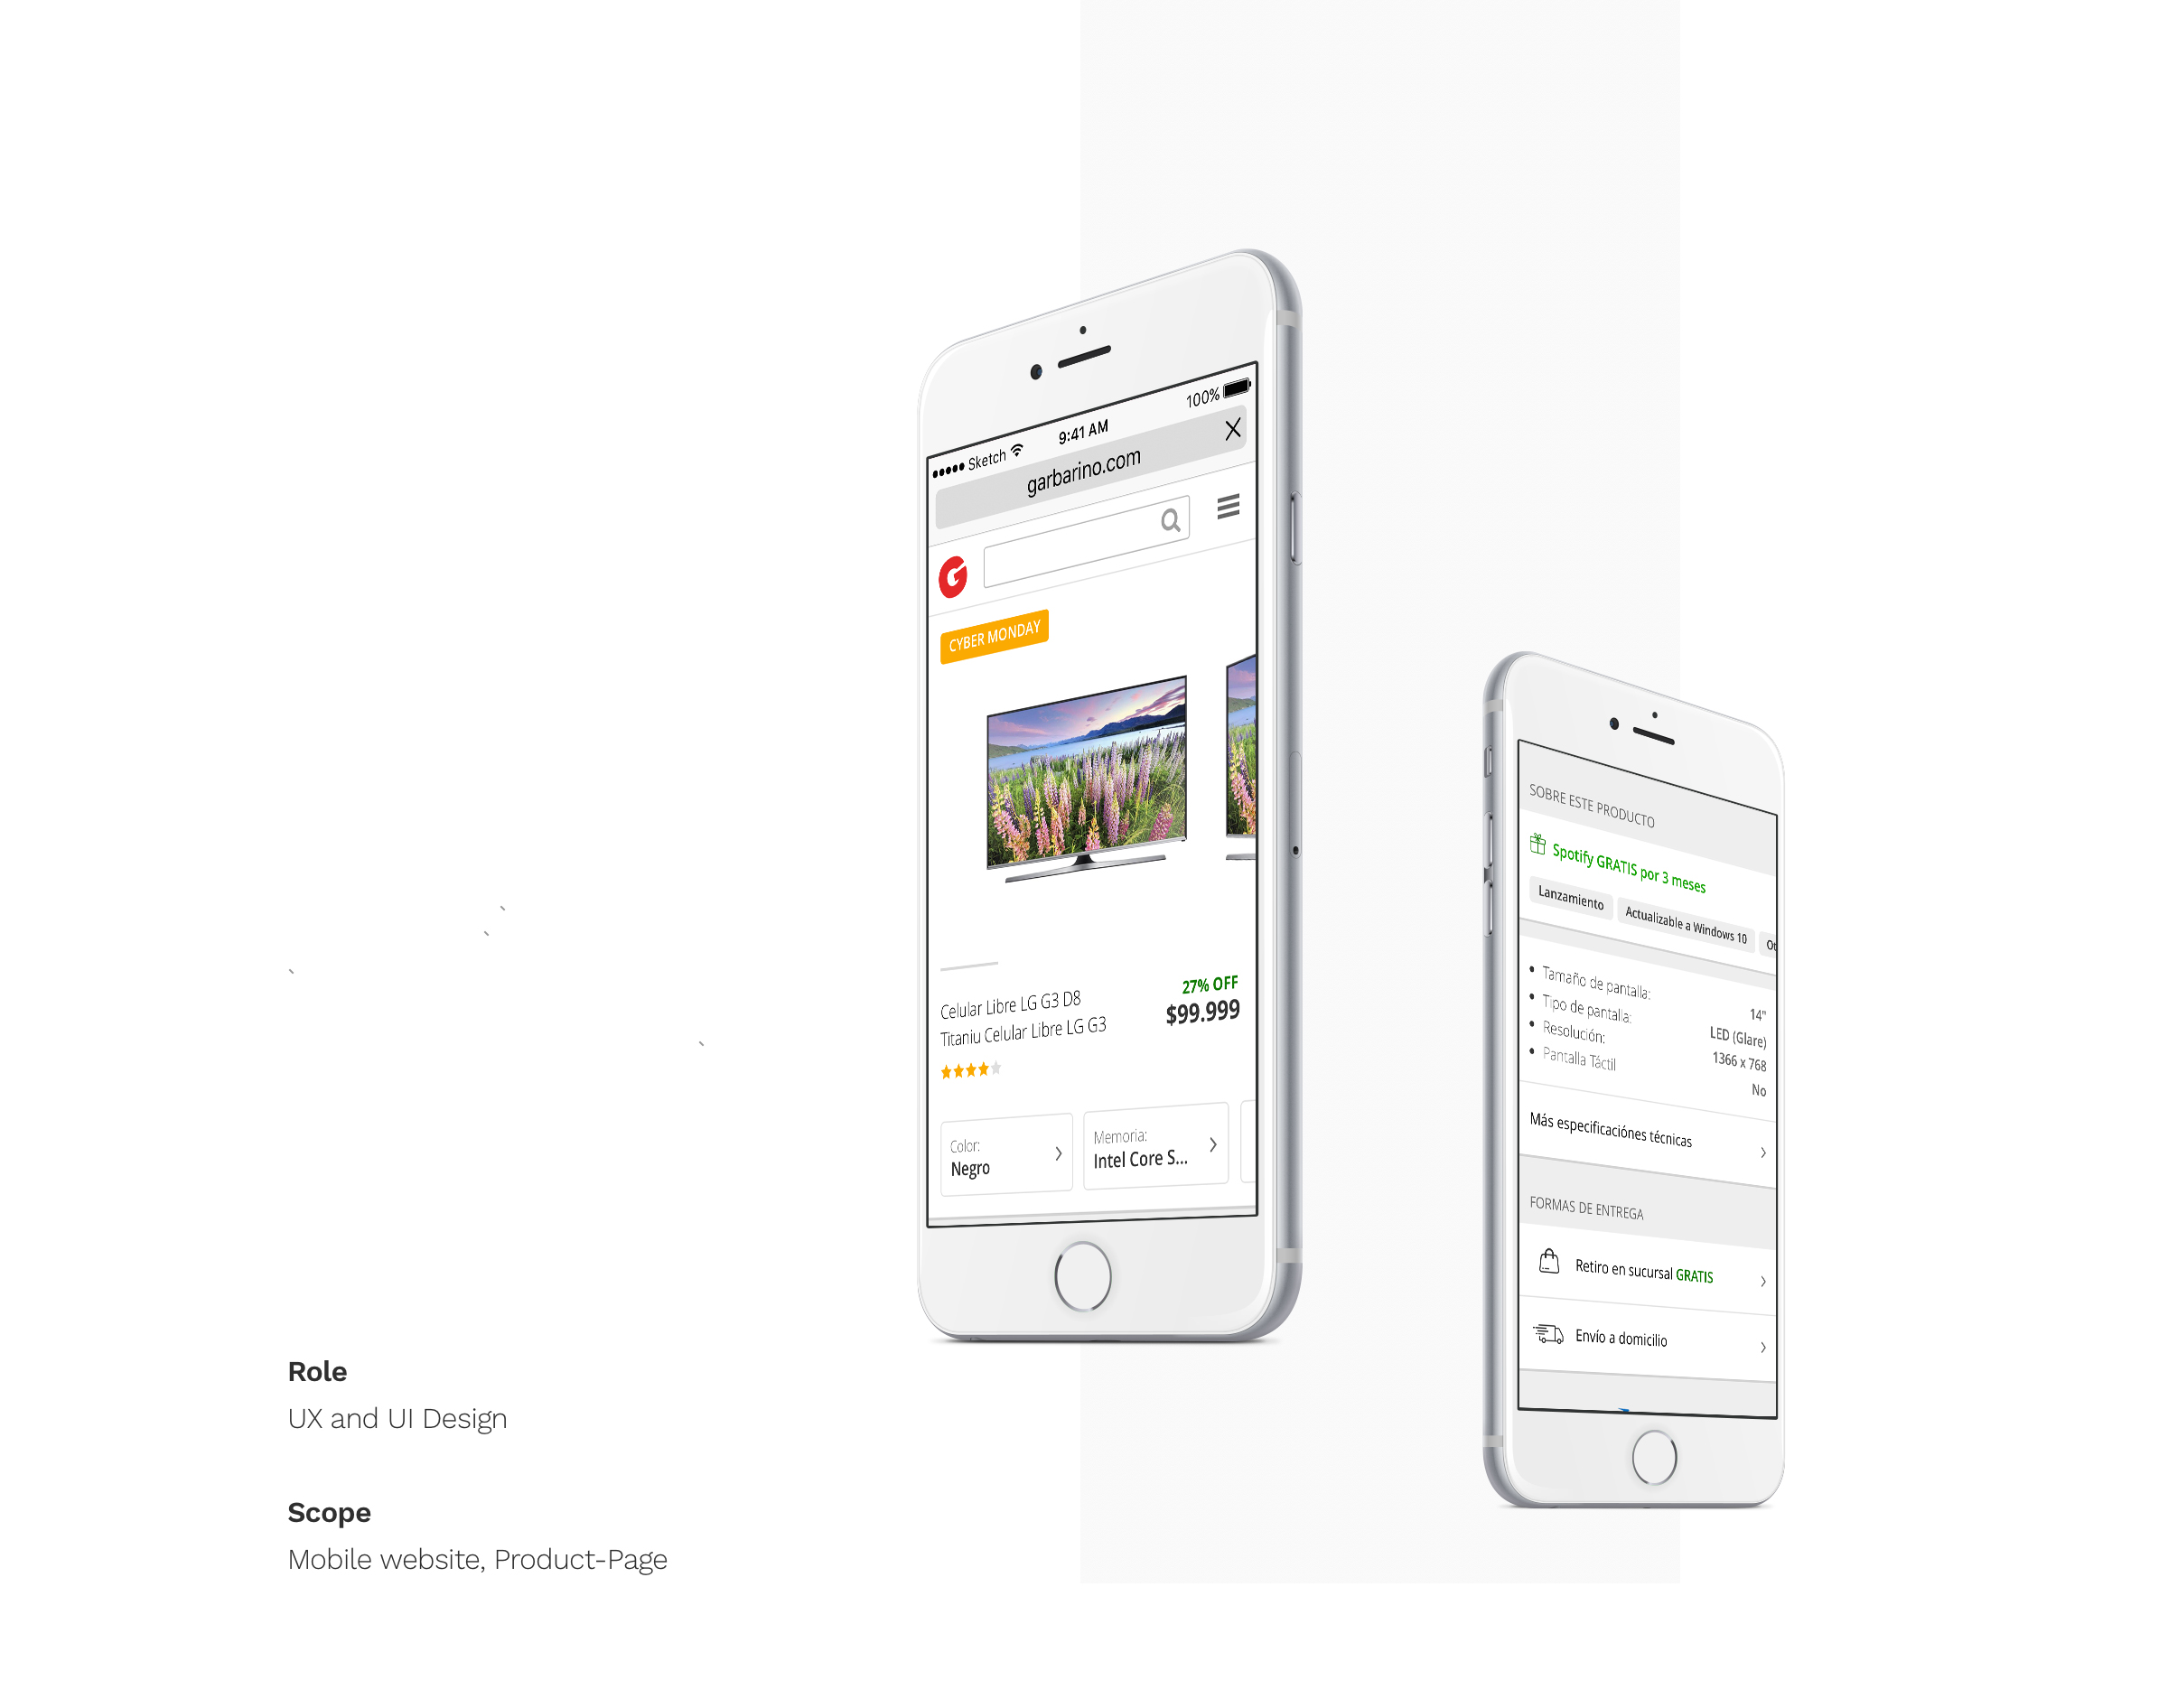 Sketch
9:41 AM
100%
garbarino.com
G
CYBER MONDAY
Celular Libre LG G3 D8
Titaniu Celular Libre LG G3
27% OFF
$99.999
Color:
Negro
Memoria:
Intel Core S...
SOBRE ESTE PRODUCTO
Spotify GRATIS por 3 meses
Lanzamiento
Actualizable a Windows 10
Ot
Tamaño de pantalla: 14"
Tipo de pantalla: LED (Glare)
Resolución: 1366 x 768
Pantalla Táctil No
Más especificaciónes técnicas
FORMAS DE ENTREGA
Retiro en sucursal GRATIS
Envío a domicilio
Role
UX and UI Design
Scope
Mobile website, Product-Page